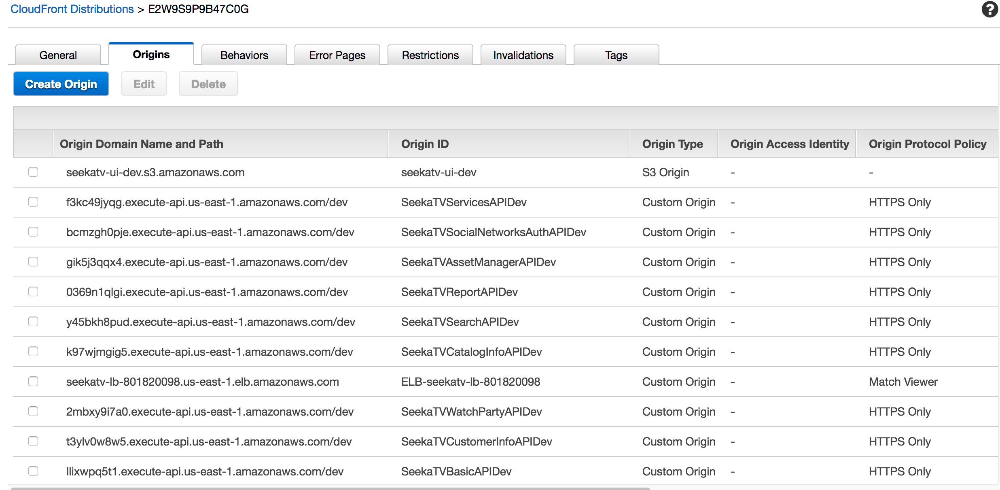 CloudFront Distributions > E2W9S9P9B47C0G
?
General Origins Behaviors Error Pages Restrictions Invalidations Tags
Create Origin Edit Delete
Origin Domain Name and Path Origin ID Origin Type Origin Access Identity Origin Protocol Policy
seekatv-ui-dev.s3.amazonaws.com seekatv-ui-dev S3 Origin - -
f3kc49jyqg.execute-api.us-east-1.amazonaws.com/dev SeekaTVServicesAPIDev Custom Origin - HTTPS Only
bcmzgh0pje.execute-api.us-east-1.amazonaws.com/dev SeekaTVSocialNetworksAuthAPIDev Custom Origin - HTTPS Only
gik5j3qqx4.execute-api.us-east-1.amazonaws.com/dev SeekaTVAssetManagerAPIDev Custom Origin - HTTPS Only
0369n1qlgi.execute-api.us-east-1.amazonaws.com/dev SeekaTVReportAPIDev Custom Origin - HTTPS Only
y45bkh8pud.execute-api.us-east-1.amazonaws.com/dev SeekaTVSearchAPIDev Custom Origin - HTTPS Only
k97wjmgig5.execute-api.us-east-1.amazonaws.com/dev SeekaTVCatalogInfoAPIDev Custom Origin - HTTPS Only
seekatv-lb-801820098.us-east-1.elb.amazonaws.com ELB-seekatv-lb-801820098 Custom Origin - Match Viewer
2mbxy9i7a0.execute-api.us-east-1.amazonaws.com/dev SeekaTVWatchPartyAPIDev Custom Origin - HTTPS Only
t3ylv0w8w5.execute-api.us-east-1.amazonaws.com/dev SeekaTVCustomerInfoAPIDev Custom Origin - HTTPS Only
llixwpq5t1.execute-api.us-east-1.amazonaws.com/dev SeekaTVBasicAPIDev Custom Origin - HTTPS Only